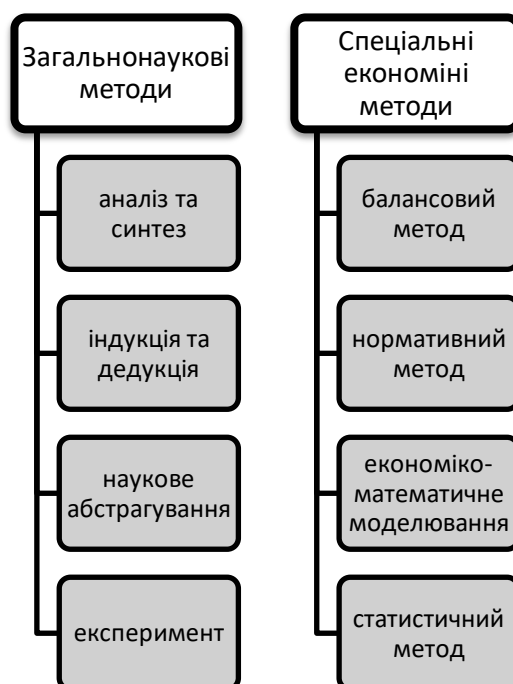 Загальнонаукові
методи
аналіз та
синтез
індукція та
дедукція
наукове
абстрагування
експеримент
Спеціальні
економіні
методи
балансовий
метод
нормативний
метод
економіко-
математичне
моделювання
статистичний
метод